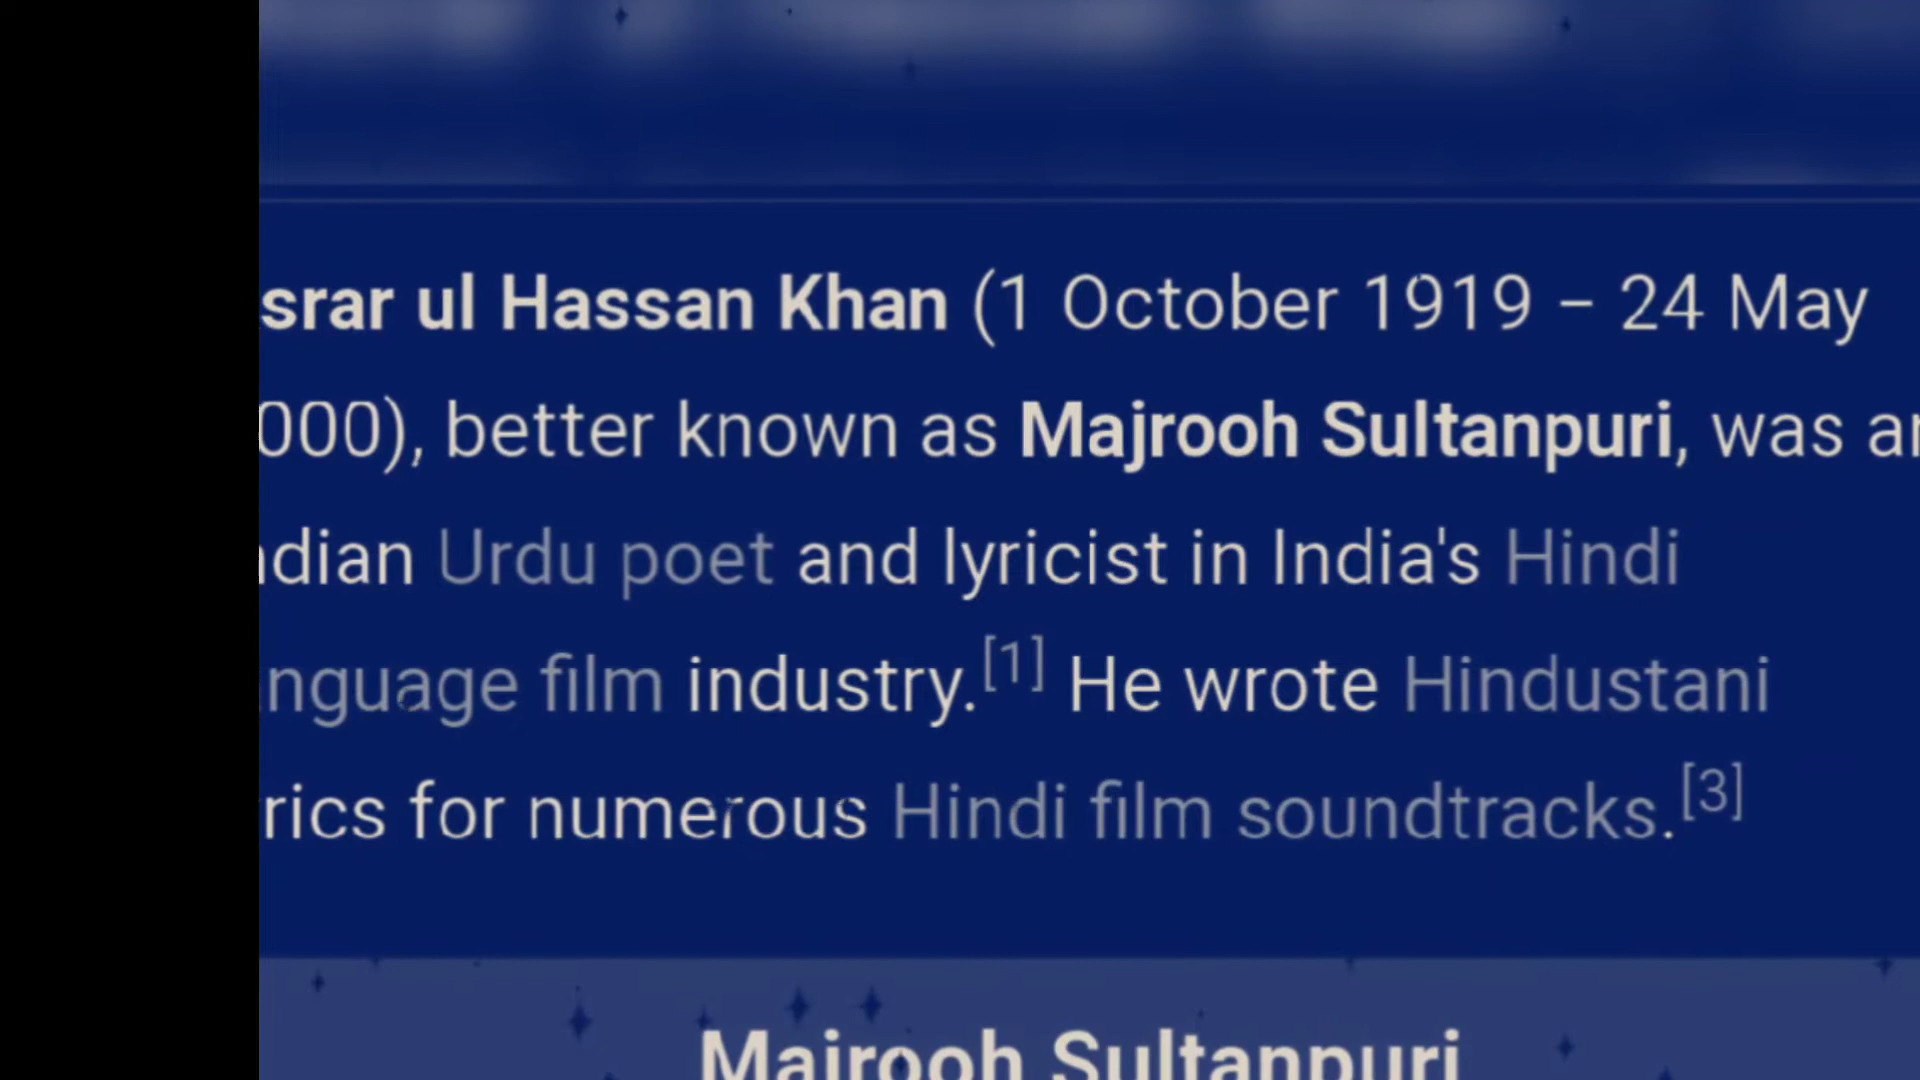 srar ul Hassan Khan (1 October 1919 – 24 May
000), better known as Majrooh Sultanpuri, was an
ndian Urdu poet and lyricist in India's Hindi
nguage film industry.[1] He wrote Hindustani
rics for numerous Hindi film soundtracks.[3]
Majrooh Sultanpuri